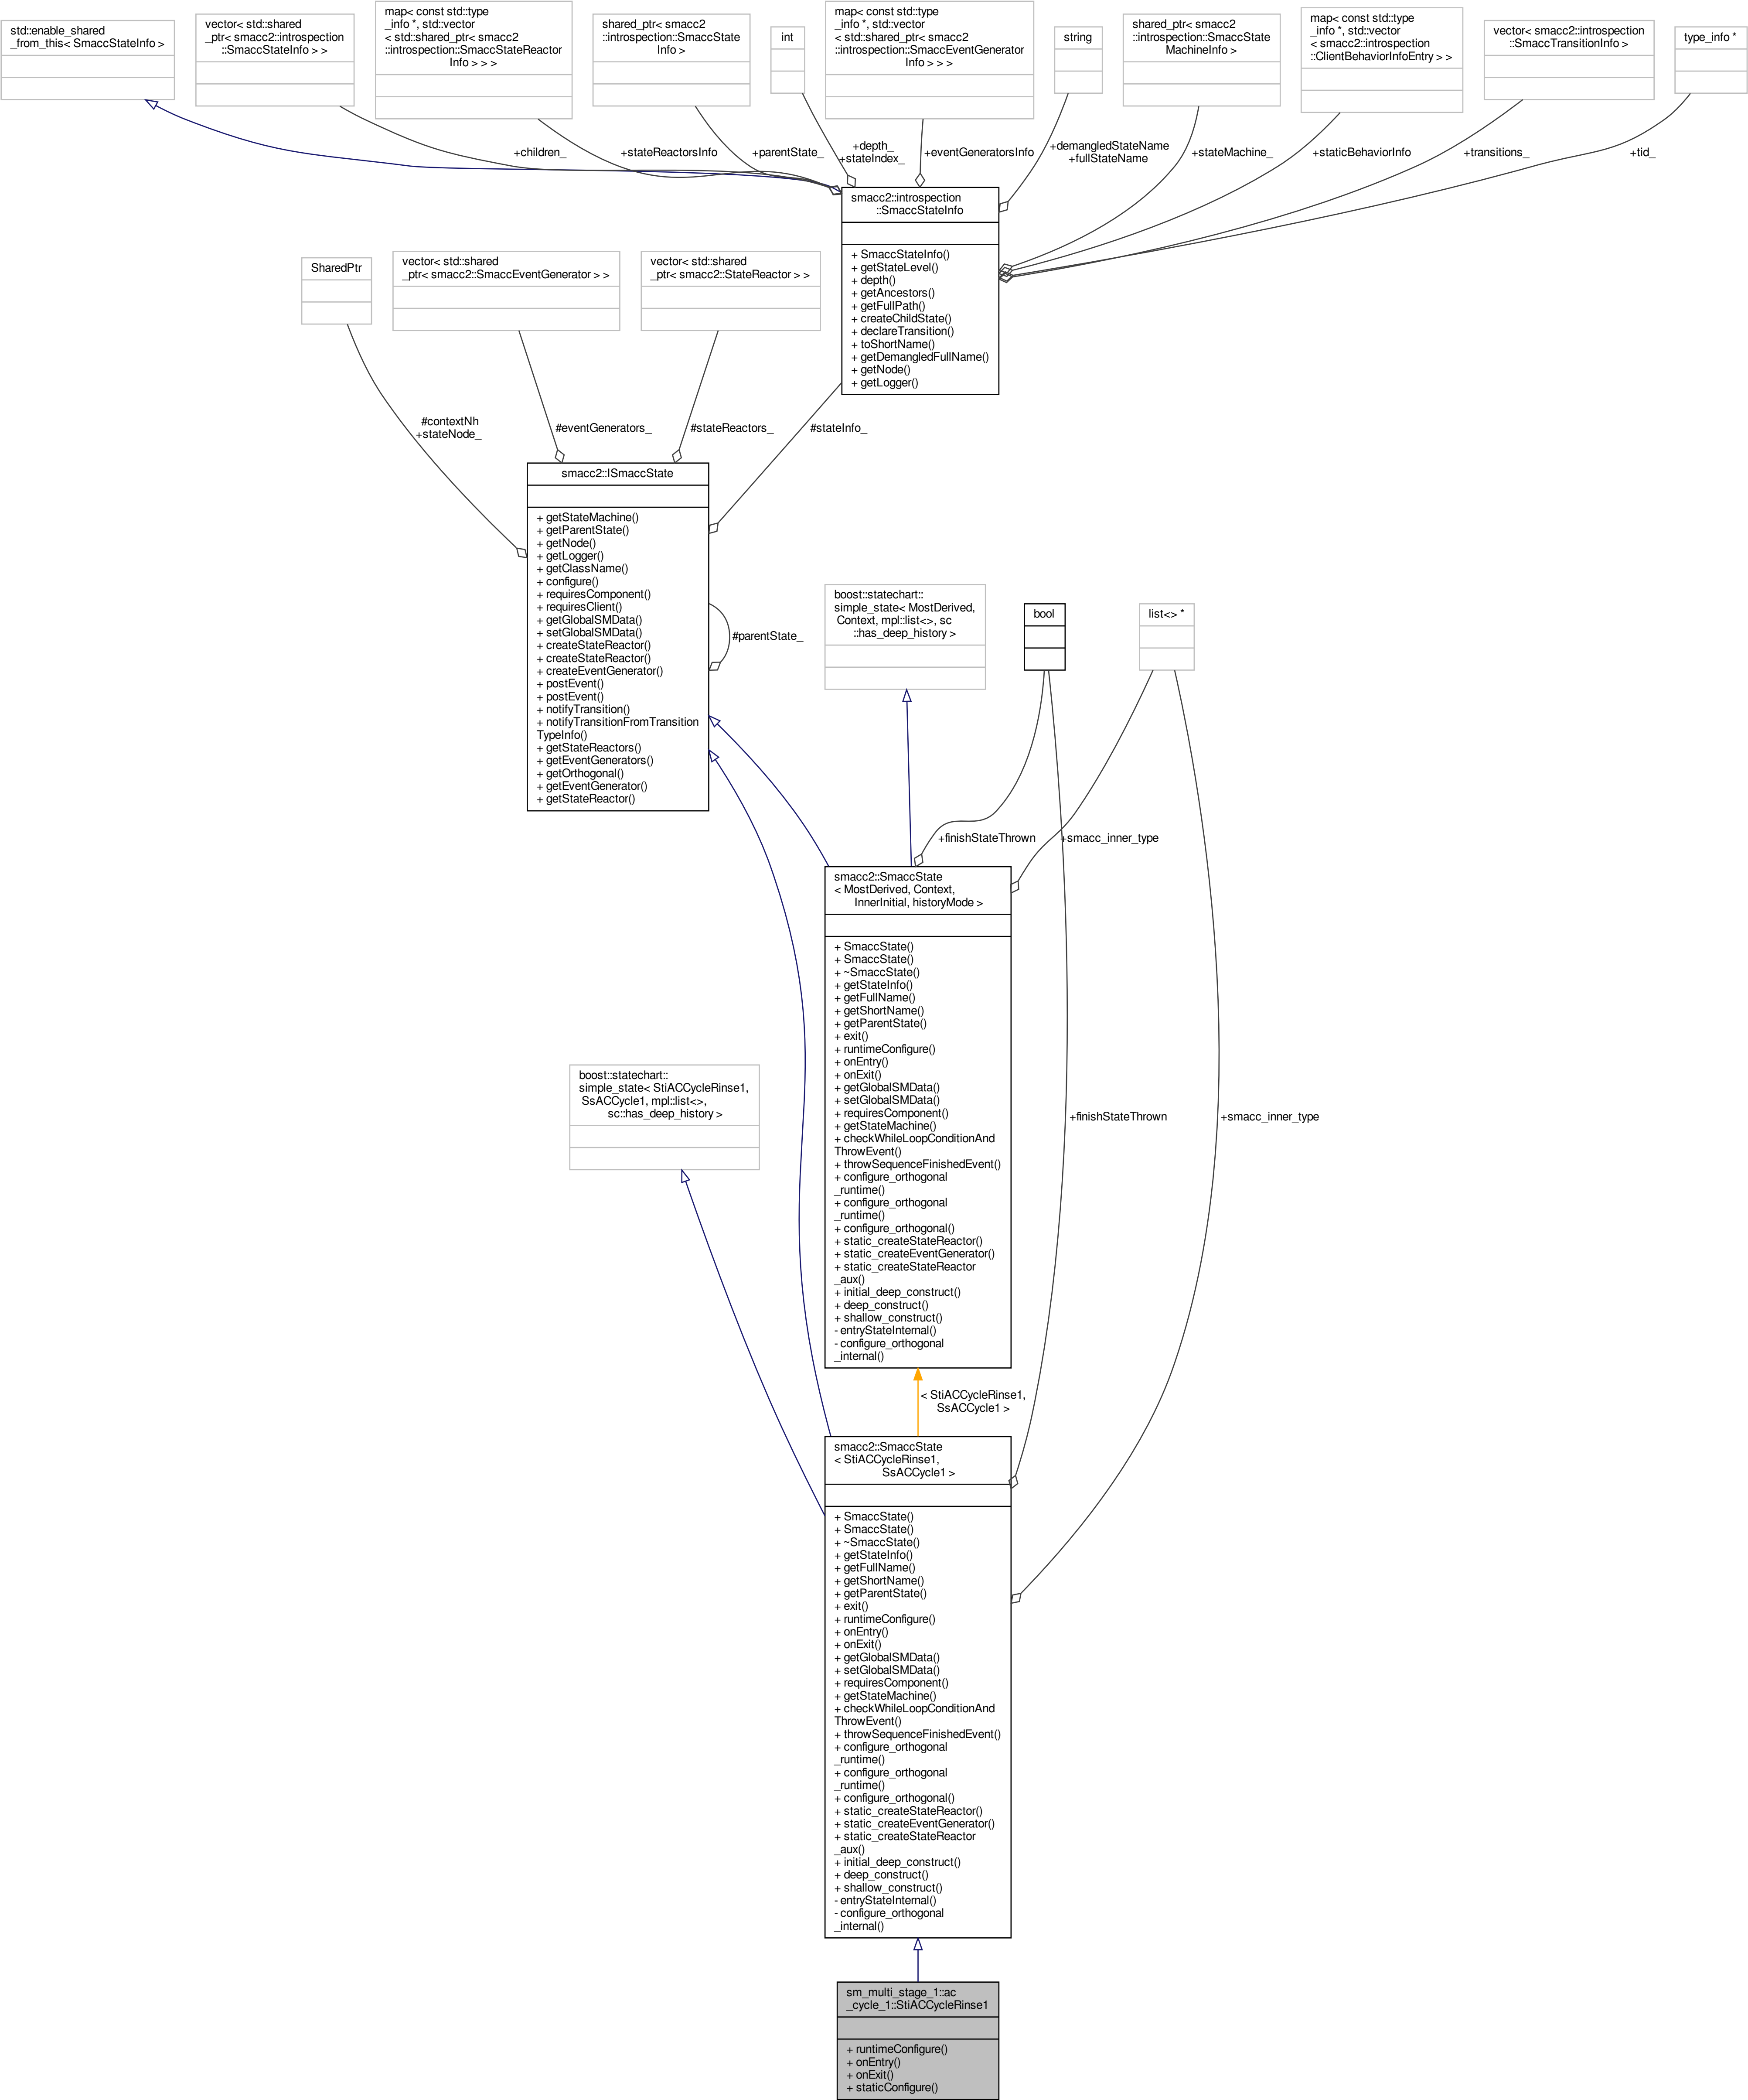 std::enable_shared
_from_this< SmaccStateInfo >
vector< std::shared
_ptr< smacc2::introspection
::SmaccStateInfo > >
map< const std::type
_info *, std::vector
< std::shared_ptr< smacc2
::introspection::SmaccStateReactor
Info > > >
shared_ptr< smacc2
::introspection::SmaccState
Info >
int
map< const std::type
_info *, std::vector
< std::shared_ptr< smacc2
::introspection::SmaccEventGenerator
Info > > >
string
shared_ptr< smacc2
::introspection::SmaccState
MachineInfo >
map< const std::type
_info *, std::vector
< smacc2::introspection
::ClientBehaviorInfoEntry > >
vector< smacc2::introspection
::SmaccTransitionInfo >
type_info *
+children_
+stateReactorsInfo
+parentState_
+depth_
+stateIndex_
+eventGeneratorsInfo
+demangledStateName
+fullStateName
+stateMachine_
+staticBehaviorInfo
+transitions_
+tid_
smacc2::introspection
::SmaccStateInfo
+ SmaccStateInfo()
+ getStateLevel()
+ depth()
+ getAncestors()
+ getFullPath()
+ createChildState()
+ declareTransition()
+ toShortName()
+ getDemangledFullName()
+ getNode()
+ getLogger()
SharedPtr
vector< std::shared
_ptr< smacc2::SmaccEventGenerator > >
vector< std::shared
_ptr< smacc2::StateReactor > >
#contextNh
+stateNode_
#eventGenerators_
#stateReactors_
#stateInfo_
smacc2::ISmaccState
+ getStateMachine()
+ getParentState()
+ getNode()
+ getLogger()
+ getClassName()
+ configure()
+ requiresComponent()
+ requiresClient()
+ getGlobalSMData()
+ setGlobalSMData()
+ createStateReactor()
+ createStateReactor()
+ createEventGenerator()
+ postEvent()
+ postEvent()
+ notifyTransition()
+ notifyTransitionFromTransition
TypeInfo()
+ getStateReactors()
+ getEventGenerators()
+ getOrthogonal()
+ getEventGenerator()
+ getStateReactor()
#parentState_
boost::statechart::
simple_state< MostDerived,
Context, mpl::list<>, sc
::has_deep_history >
bool
list<> *
+finishStateThrown
+smacc_inner_type
smacc2::SmaccState
< MostDerived, Context,
InnerInitial, historyMode >
+ SmaccState()
+ SmaccState()
+ ~SmaccState()
+ getStateInfo()
+ getFullName()
+ getShortName()
+ getParentState()
+ exit()
+ runtimeConfigure()
+ onEntry()
+ onExit()
+ getGlobalSMData()
+ setGlobalSMData()
+ requiresComponent()
+ getStateMachine()
+ checkWhileLoopConditionAnd
ThrowEvent()
+ throwSequenceFinishedEvent()
+ configure_orthogonal
_runtime()
+ configure_orthogonal
_runtime()
+ configure_orthogonal()
+ static_createStateReactor()
+ static_createEventGenerator()
+ static_createStateReactor
_aux()
+ initial_deep_construct()
+ deep_construct()
+ shallow_construct()
- entryStateInternal()
- configure_orthogonal
_internal()
boost::statechart::
simple_state< StiACCycleRinse1,
SsACCycle1, mpl::list<>,
sc::has_deep_history >
+finishStateThrown
+smacc_inner_type
< StiACCycleRinse1,
SsACCycle1 >
smacc2::SmaccState
< StiACCycleRinse1,
SsACCycle1 >
+ SmaccState()
+ SmaccState()
+ ~SmaccState()
+ getStateInfo()
+ getFullName()
+ getShortName()
+ getParentState()
+ exit()
+ runtimeConfigure()
+ onEntry()
+ onExit()
+ getGlobalSMData()
+ setGlobalSMData()
+ requiresComponent()
+ getStateMachine()
+ checkWhileLoopConditionAnd
ThrowEvent()
+ throwSequenceFinishedEvent()
+ configure_orthogonal
_runtime()
+ configure_orthogonal
_runtime()
+ configure_orthogonal()
+ static_createStateReactor()
+ static_createEventGenerator()
+ static_createStateReactor
_aux()
+ initial_deep_construct()
+ deep_construct()
+ shallow_construct()
- entryStateInternal()
- configure_orthogonal
_internal()
sm_multi_stage_1::ac
_cycle_1::StiACCycleRinse1
+ runtimeConfigure()
+ onEntry()
+ onExit()
+ staticConfigure()